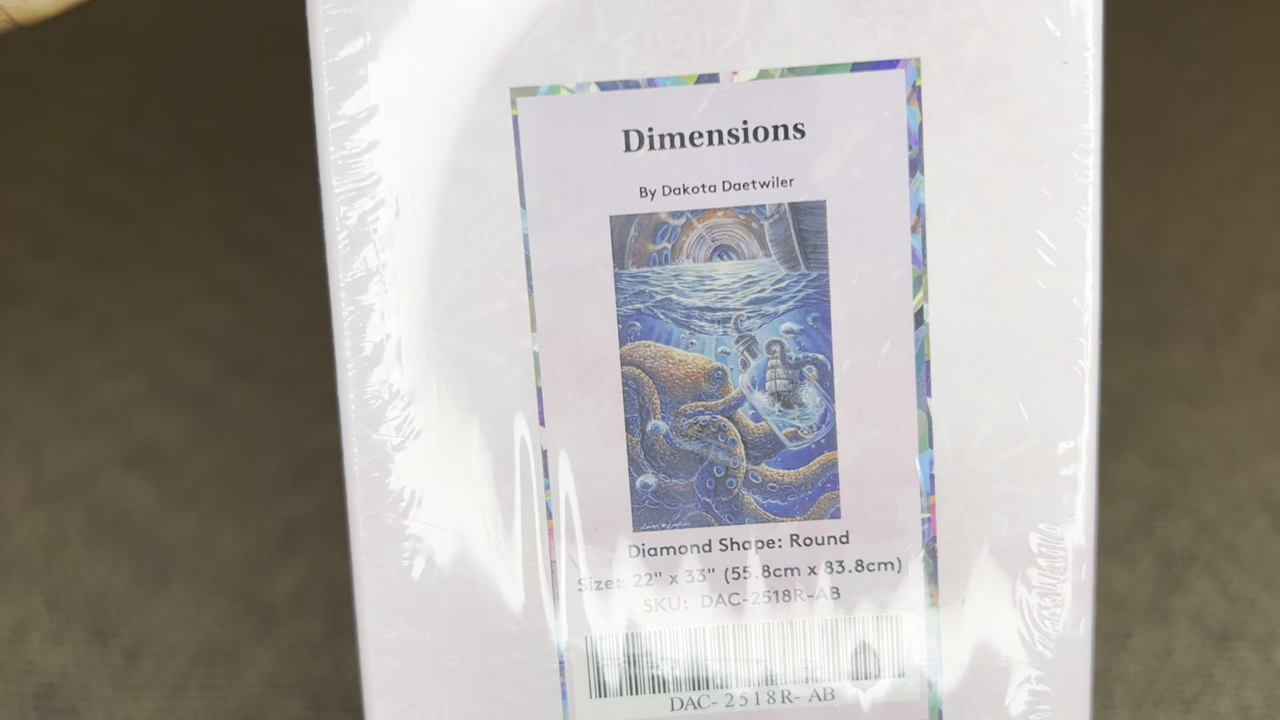 Dimensions
By Dakota Daetwiler
Diamond Shape: Round
Size: 22" x 33" (55.8cm x 83.8cm)
SKU: DAC-2518R-AB
DAC- 2518R- AB